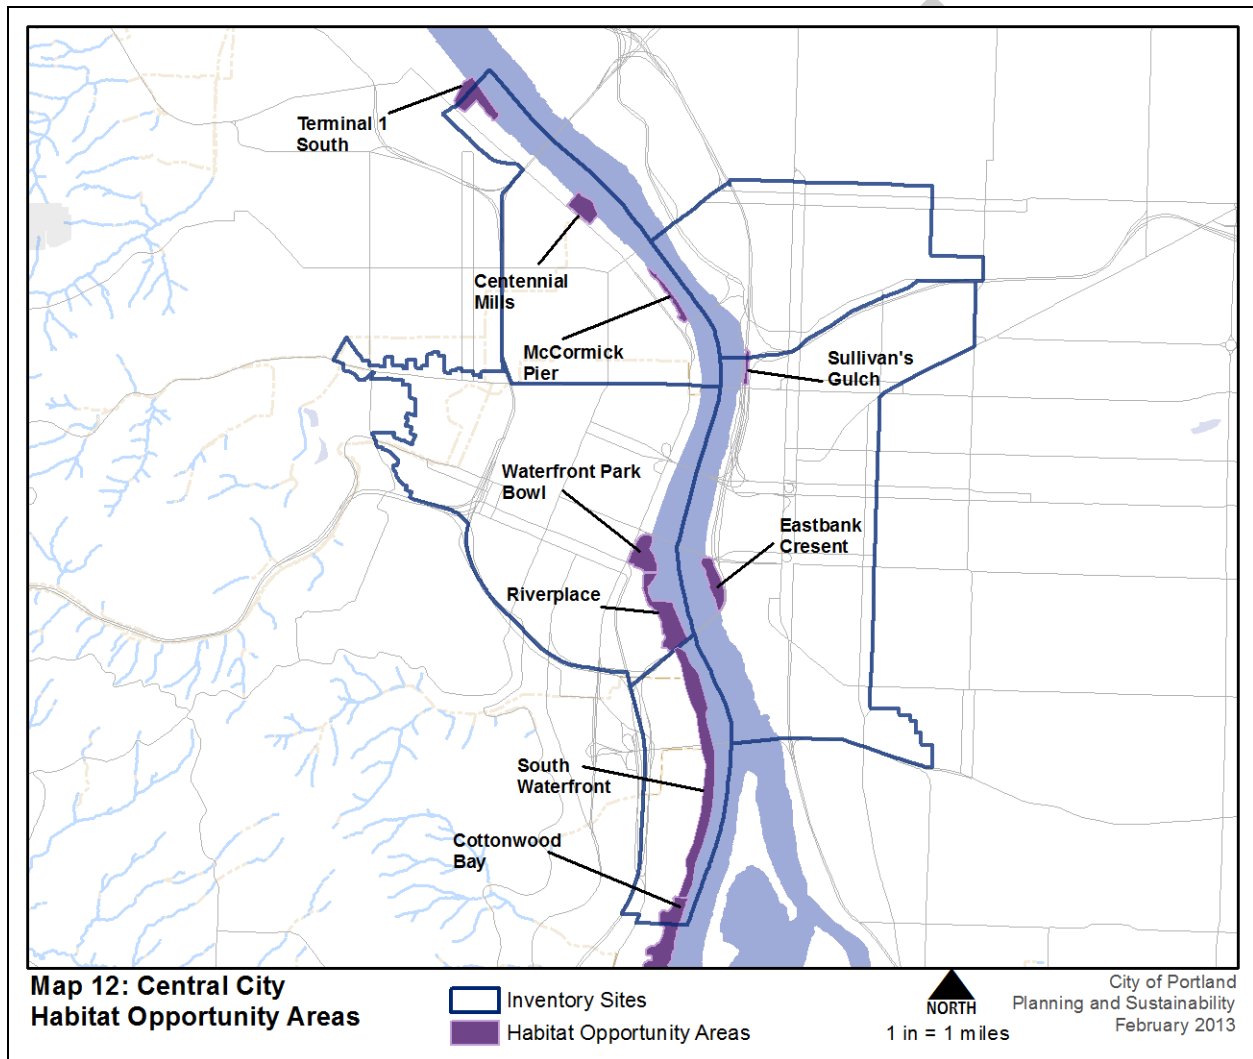 Terminal 1
South
Centennial
Mills
McCormick
Pier
Sullivan's
Gulch
Waterfront Park
Bowl
Eastbank
Cresent
Riverplace
South
Waterfront
Cottonwood
Bay
Map 12: Central City
Habitat Opportunity Areas
Inventory Sites
Habitat Opportunity Areas
NORTH
1 in = 1 miles
City of Portland
Planning and Sustainability
February 2013